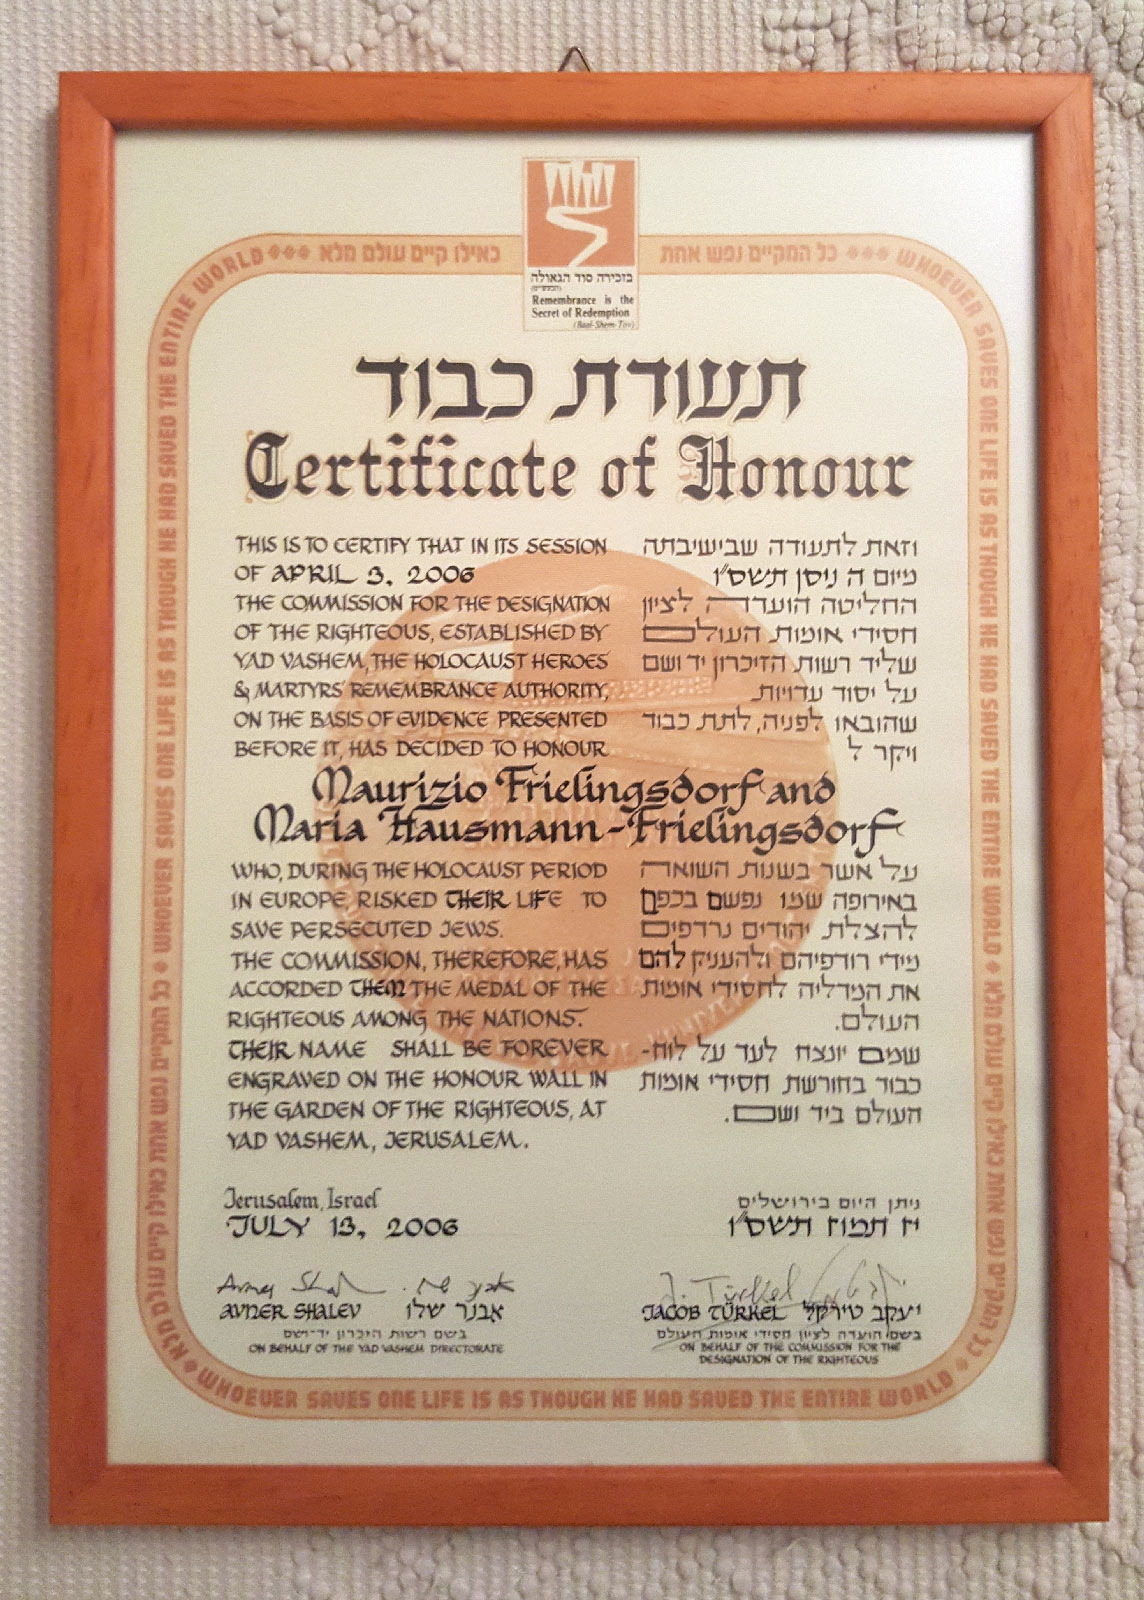 WHOEVER SAVES ONE LIFE IS AS THOUGH HE HAD SAVED THE ENTIRE WORLD
כל המקיים נפש אחת
כאילו קיים עולם מלא
בזכירה סוד הגאולה
Remembrance is the
Secret of Redemption
(Baal-Shem-Tov)
תעודת כבוד
Certificate of Honour
THIS IS TO CERTIFY THAT IN ITS SESSION
OF APRIL 3, 2006
THE COMMISSION FOR THE DESIGNATION
OF THE RIGHTEOUS, ESTABLISHED BY
YAD VASHEM, THE HOLOCAUST HEROES
& MARTYRS' REMEMBRANCE AUTHORITY,
ON THE BASIS OF EVIDENCE PRESENTED
BEFORE IT, HAS DECIDED TO HONOUR
וזאת לתעודה שבישיבתה
מיום ה ניסן תשס"ו
החליטה הועדה לציון
חסידי אומות העולם
שליד רשות הזיכרון יד ושם
על יסוד עדויות
שהובאו לפניה, לתת כבוד
ויקר ל
Maurizio Frielingsdorf and
Maria Hausmann-Frielingsdorf
WHO, DURING THE HOLOCAUST PERIOD
IN EUROPE, RISKED THEIR LIFE TO
SAVE PERSECUTED JEWS.
THE COMMISSION, THEREFORE, HAS
ACCORDED THEM THE MEDAL OF THE
RIGHTEOUS AMONG THE NATIONS.
THEIR NAME SHALL BE FOREVER
ENGRAVED ON THE HONOUR WALL IN
THE GARDEN OF THE RIGHTEOUS, AT
YAD VASHEM, JERUSALEM.
על אשר בשנות השואה
באירופה שמו נפשם בכפם
להצלת יהודים נרדפים
מידי רודפיהם ולהעניק להם
את המדליה לחסידי אומות
העולם.
שמם יונצח לעד על לוח-
כבוד בחורשת חסידי אומות
העולם ביד ושם.
Jerusalem, Israel
JULY 13, 2006
ניתן היום בירושלים
יז תמוז תשס"ו
AVNER SHALEV אבנר שלו
בשם רשות הזיכרון יד-ושם
ON BEHALF OF THE YAD VASHEM DIRECTORATE
J. Türkel
JACOB TÜRKEL יעקב טירקל
בשם הועדה לציון חסידי אומות העולם
ON BEHALF OF THE COMMISSION FOR THE
DESIGNATION OF THE RIGHTEOUS
WHOEVER SAVES ONE LIFE IS AS THOUGH HE HAD SAVED THE ENTIRE WORLD